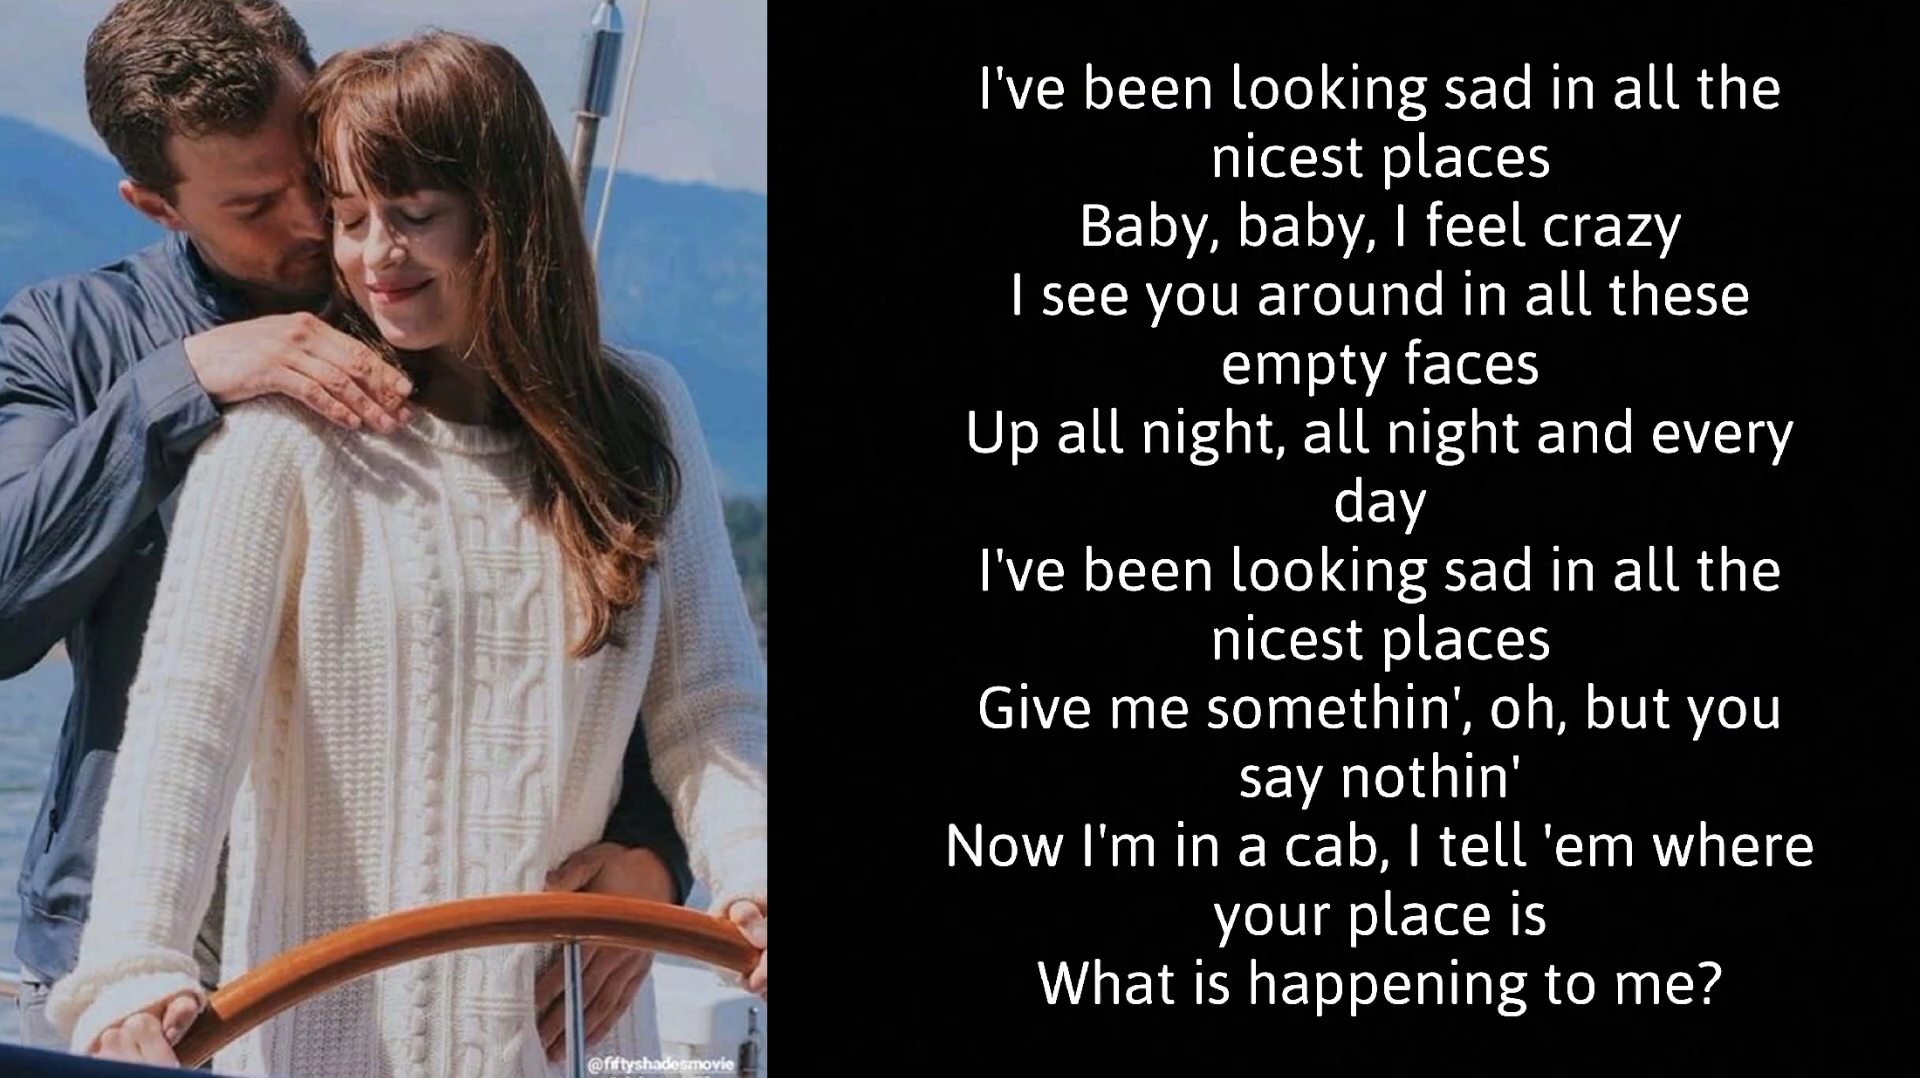 I've been looking sad in all the
nicest places
Baby, baby, I feel crazy
I see you around in all these
empty faces
Up all night, all night and every
day
I've been looking sad in all the
nicest places
Give me somethin', oh, but you
say nothin'
Now I'm in a cab, I tell 'em where
your place is
What is happening to me?
@fiftyshadesmovie